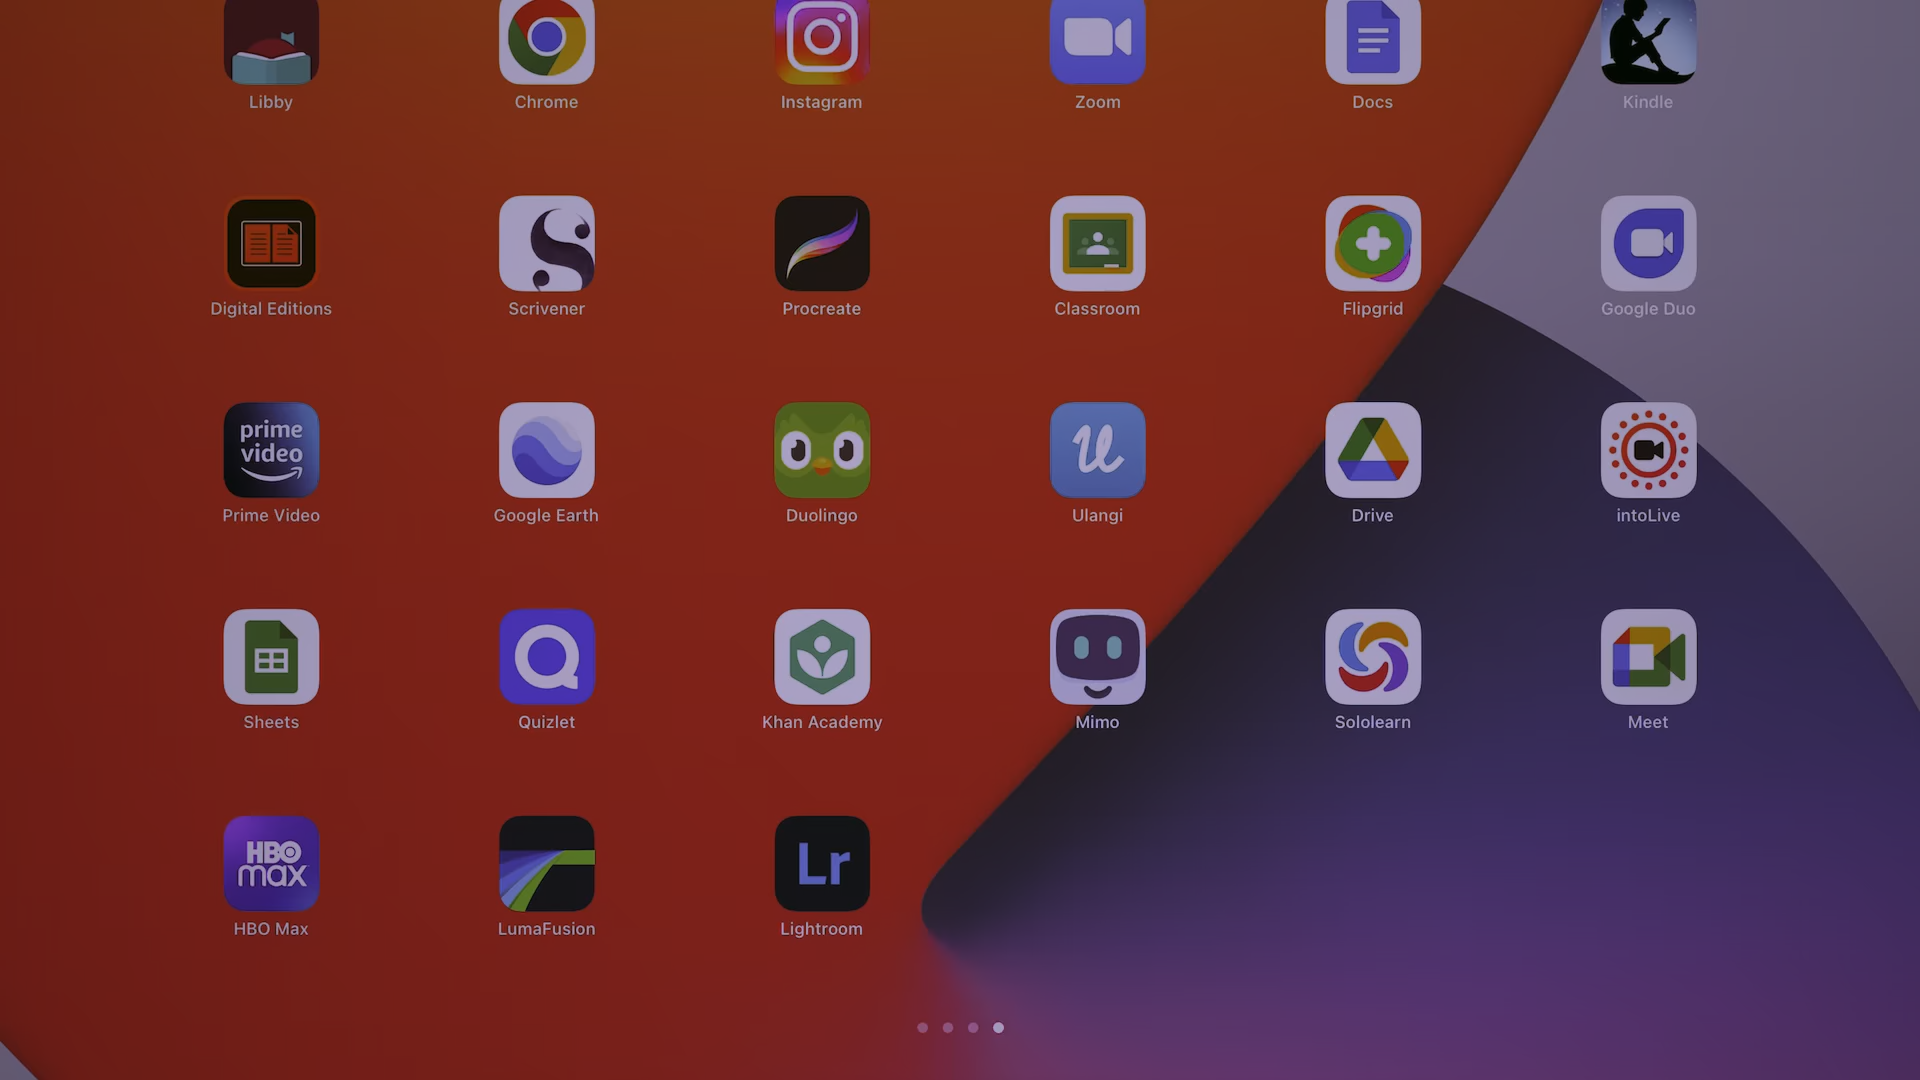 Libby
Chrome
Instagram
Zoom
Docs
Kindle
Digital Editions
Scrivener
Procreate
Classroom
Flipgrid
Google Duo
prime
video
Prime Video
Google Earth
Duolingo
U
Ulangi
Drive
intoLive
Sheets
Quizlet
Khan Academy
Mimo
Sololearn
Meet
HBO
max
HBO Max
LumaFusion
Lr
Lightroom